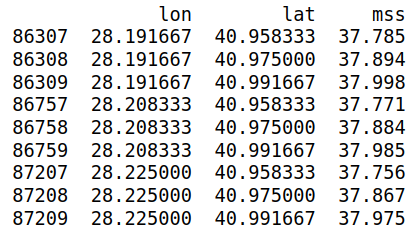 lon lat mss
86307 28.191667 40.958333 37.785
86308 28.191667 40.975000 37.894
86309 28.191667 40.991667 37.998
86757 28.208333 40.958333 37.771
86758 28.208333 40.975000 37.884
86759 28.208333 40.991667 37.985
87207 28.225000 40.958333 37.756
87208 28.225000 40.975000 37.867
87209 28.225000 40.991667 37.975